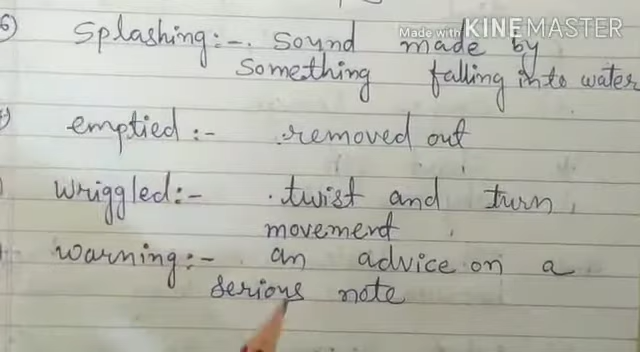 Made with KINEMASTER
6) Splashing:-. Sound made by
Something falling into water
emptied:- .removed out
wriggled:- .twist and turn
movement
warning:- an advice on a
serious note